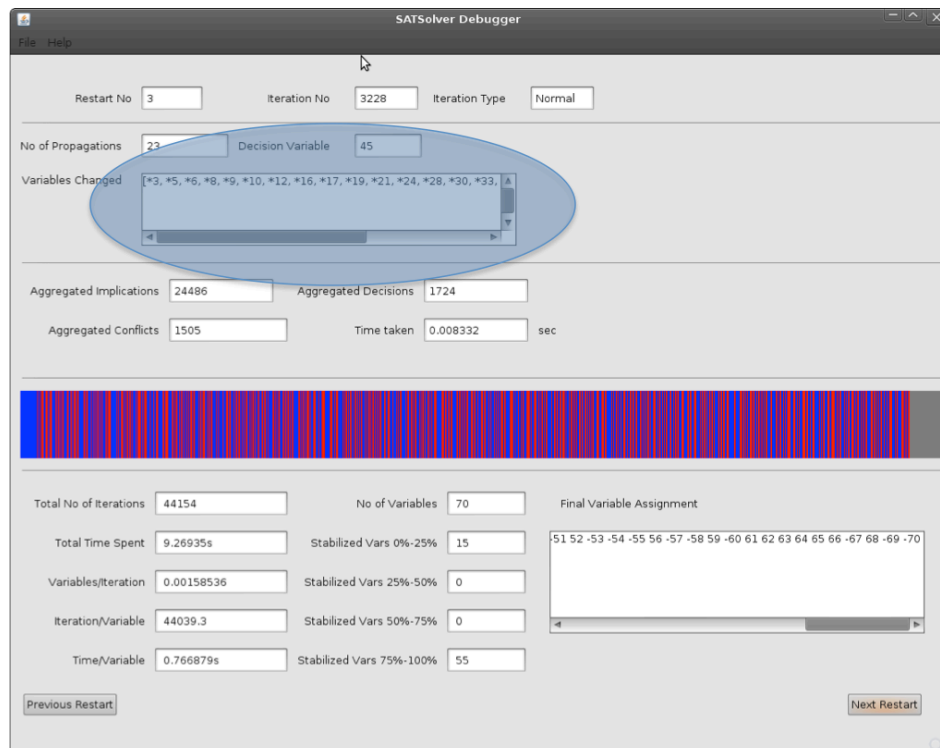 SATSolver Debugger
File Help
Restart No 3 Iteration No 3228 Iteration Type Normal
No of Propagations 23 Decision Variable 45
Variables Changed [*3, *5, *6, *8, *9, *10, *12, *16, *17, *19, *21, *24, *28, *30, *33,
Aggregated Implications 24486 Aggregated Decisions 1724
Aggregated Conflicts 1505 Time taken 0.008332 sec
Total No of Iterations 44154 No of Variables 70 Final Variable Assignment
Total Time Spent 9.26935s Stabilized Vars 0%-25% 15 -51 52 -53 -54 -55 56 -57 -58 59 -60 61 62 63 64 65 66 -67 68 -69 -70
Variables/Iteration 0.00158536 Stabilized Vars 25%-50% 0
Iteration/Variable 44039.3 Stabilized Vars 50%-75% 0
Time/Variable 0.766879s Stabilized Vars 75%-100% 55
Previous Restart Next Restart